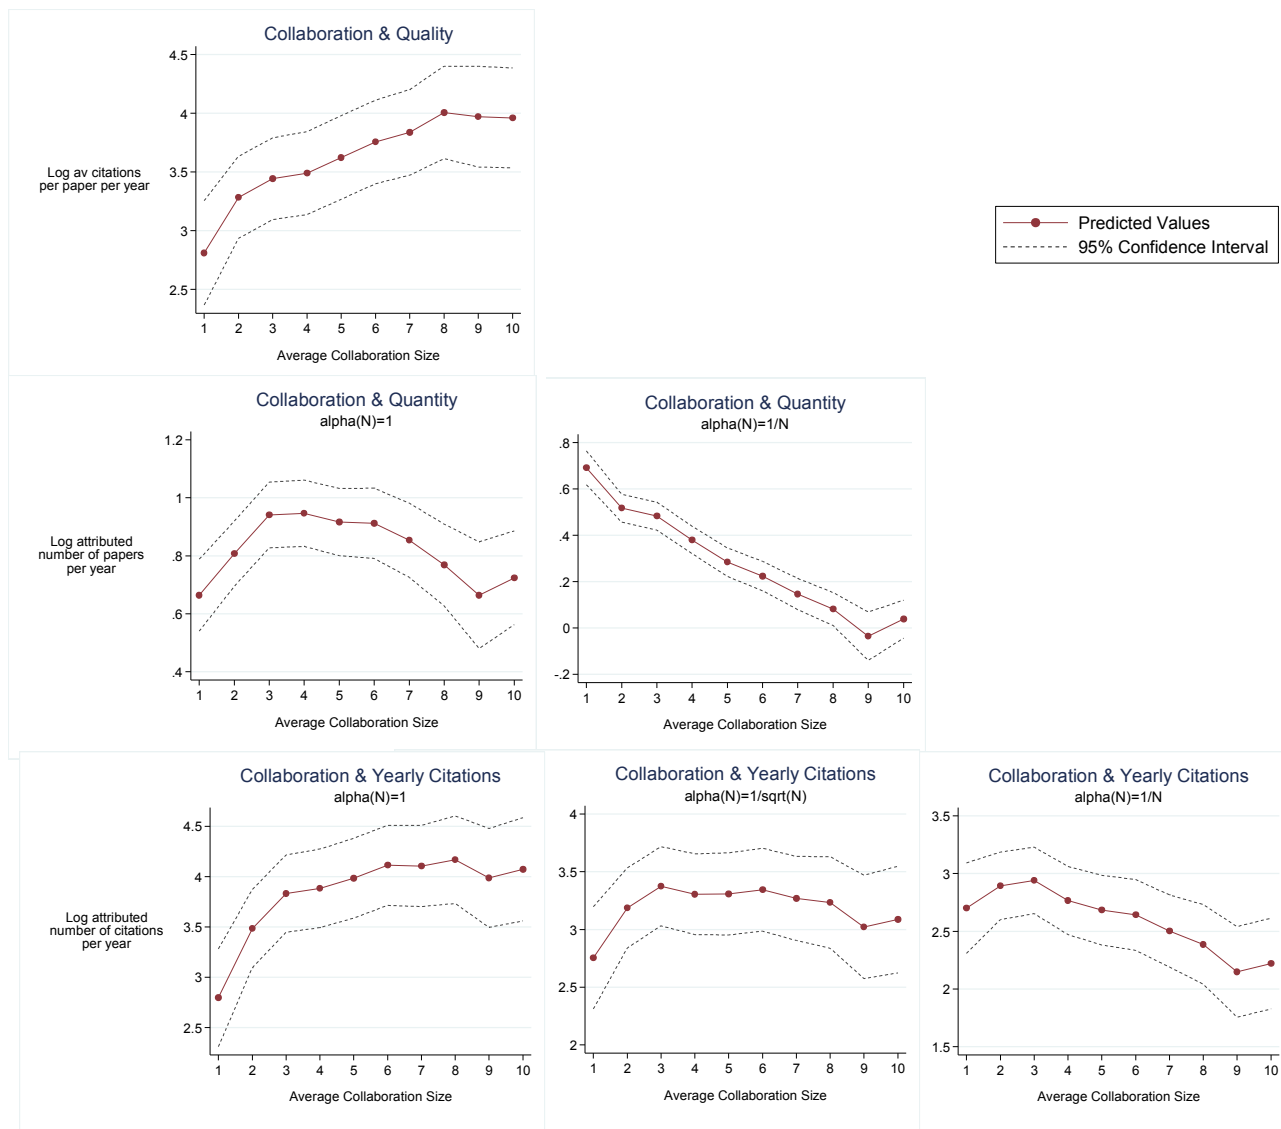 Collaboration & Quality
4.5
4
3.5
3
2.5
Log av citations
per paper per year
1 2 3 4 5 6 7 8 9 10
Average Collaboration Size
Predicted Values
95% Confidence Interval
Collaboration & Quantity
alpha(N)=1
1.2
1
.8
.6
.4
Log attributed
number of papers
per year
1 2 3 4 5 6 7 8 9 10
Average Collaboration Size
Collaboration & Quantity
alpha(N)=1/N
.8
.6
.4
.2
0
-.2
1 2 3 4 5 6 7 8 9 10
Average Collaboration Size
Collaboration & Yearly Citations
alpha(N)=1
4.5
4
3.5
3
2.5
Log attributed
number of citations
per year
1 2 3 4 5 6 7 8 9 10
Average Collaboration Size
Collaboration & Yearly Citations
alpha(N)=1/sqrt(N)
4
3.5
3
2.5
2
1 2 3 4 5 6 7 8 9 10
Average Collaboration Size
Collaboration & Yearly Citations
alpha(N)=1/N
3.5
3
2.5
2
1.5
1 2 3 4 5 6 7 8 9 10
Average Collaboration Size